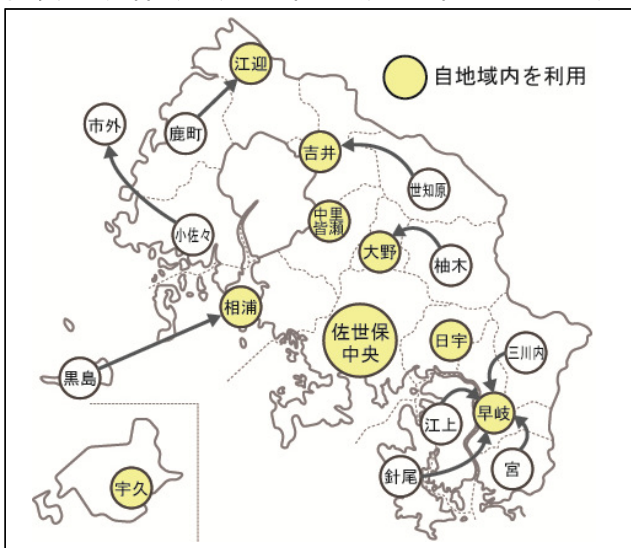 江迎
自地域内を利用
市外
鹿町
吉井
世知原
中里
皆瀬
小佐々
大野
柚木
相浦
佐世保
中央
日宇
三川内
黒島
早岐
江上
針尾
宮
宇久